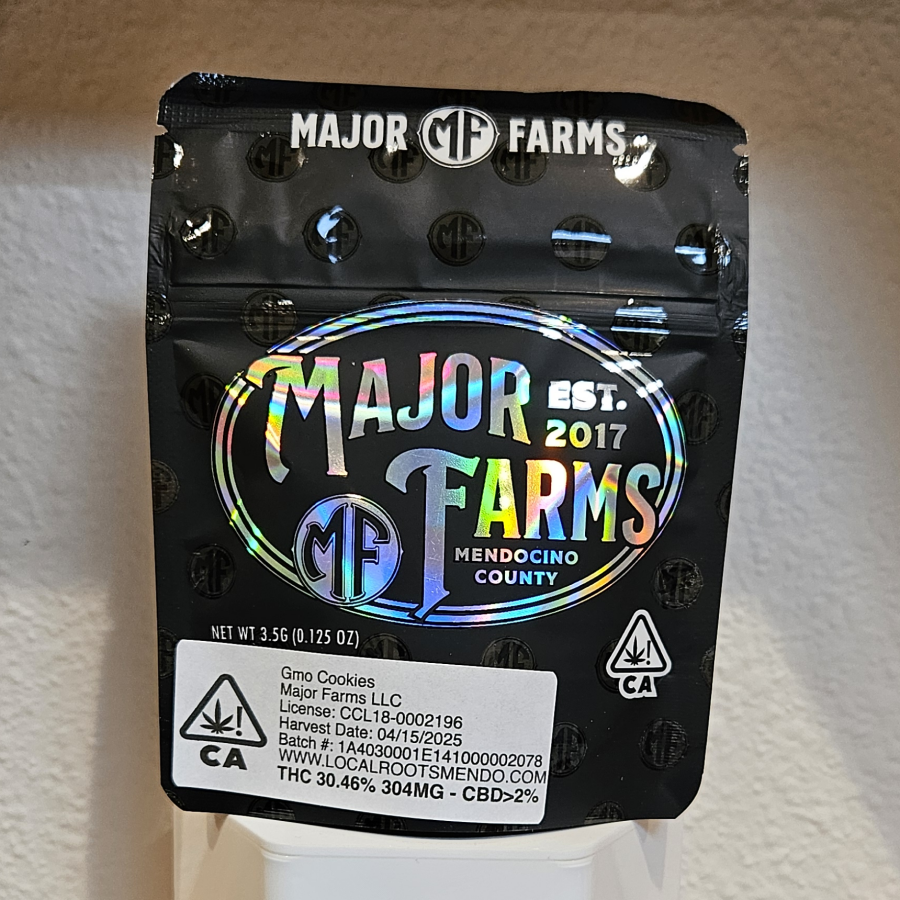 MAJOR MF FARMS
MAJOR EST.
2017
FARMS
MF
MENDOCINO
COUNTY
NET WT 3.5G (0.125 OZ)
CA
Gmo Cookies
Major Farms LLC
License: CCL18-0002196
Harvest Date: 04/15/2025
Batch #: 1A4030001E141000002078
WWW.LOCALROOTSMENDO.COM
THC 30.46% 304MG - CBD>2%
CA